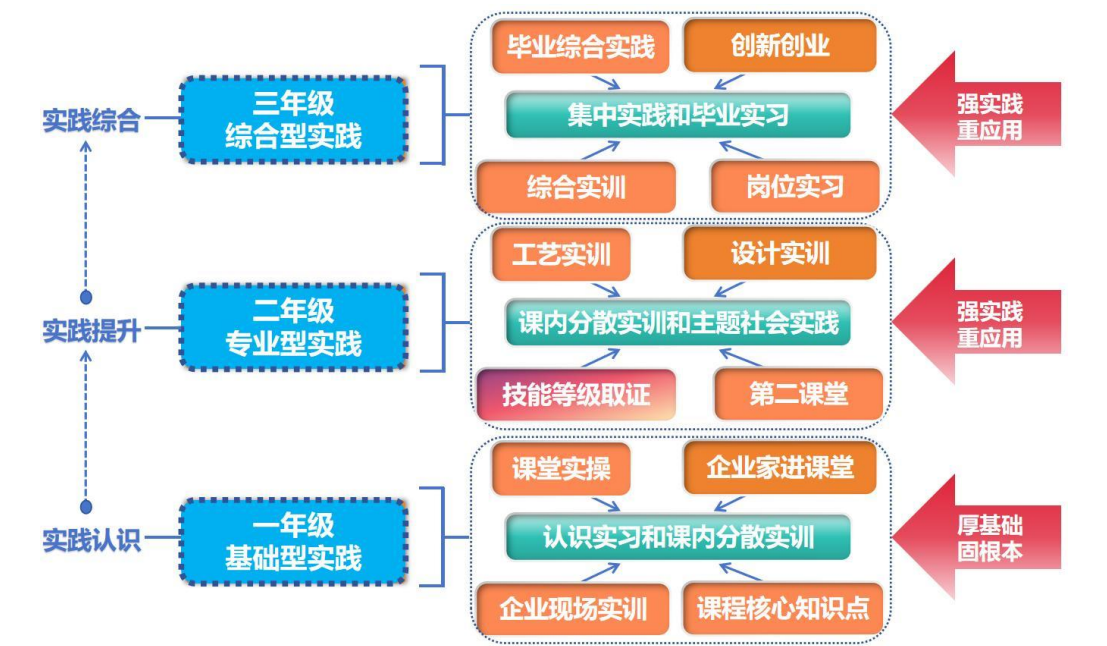 毕业综合实践
创新创业
实践综合
三年级
综合型实践
集中实践和毕业实习
强实践
重应用
综合实训
岗位实习
工艺实训
设计实训
实践提升
二年级
专业型实践
课内分散实训和主题社会实践
强实践
重应用
技能等级取证
第二课堂
课堂实操
企业家进课堂
实践认识
一年级
基础型实践
认识实习和课内分散实训
厚基础
固根本
企业现场实训
课程核心知识点